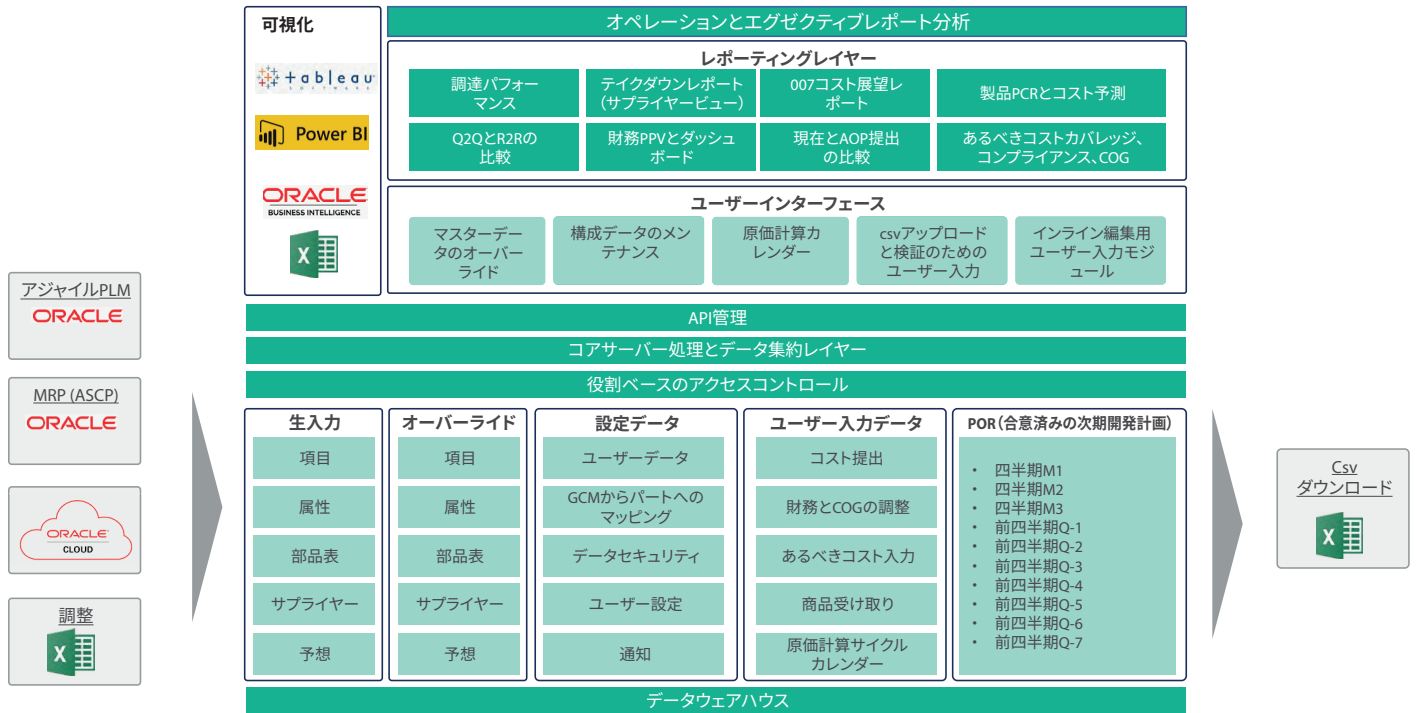 可視化
+ableau
SOFTWARE
Power BI
ORACLE
BUSINESS INTELLIGENCE
X
オペレーションとエグゼクティブレポート分析
レポーティングレイヤー
調達パフォー
マンス
テイクダウンレポート
(サプライヤービュー)
007コスト展望レ
ポート
製品PCRとコスト予測
Q2QとR2Rの
比較
財務PPVとダッシュ
ボード
現在とAOP提出
の比較
あるべきコストカバレッジ、
コンプライアンス、COG
ユーザーインターフェース
マスターデー
タのオーバー
ライド
構成データのメン
テナンス
原価計算カ
レンダー
csvアップロード
と検証のための
ユーザー入力
インライン編集用
ユーザー入力モジ
ュール
アジャイルPLM
ORACLE
MRP (ASCP)
ORACLE
ORACLE
CLOUD
調整
X
API管理
コアサーバー処理とデータ集約レイヤー
役割ベースのアクセスコントロール
生入力
項目
属性
部品表
サプライヤー
予想
オーバーライド
項目
属性
部品表
サプライヤー
予想
設定データ
ユーザーデータ
GCMからパートへの
マッピング
データセキュリティ
ユーザー設定
通知
ユーザー入力データ
コスト提出
財務とCOGの調整
あるべきコスト入力
商品受け取り
原価計算サイクル
カレンダー
POR(合意済みの次期開発計画)
• 四半期M1
• 四半期M2
• 四半期M3
• 前四半期Q-1
• 前四半期Q-2
• 前四半期Q-3
• 前四半期Q-4
• 前四半期Q-5
• 前四半期Q-6
• 前四半期Q-7
データウェアハウス
Csv
ダウンロード
X